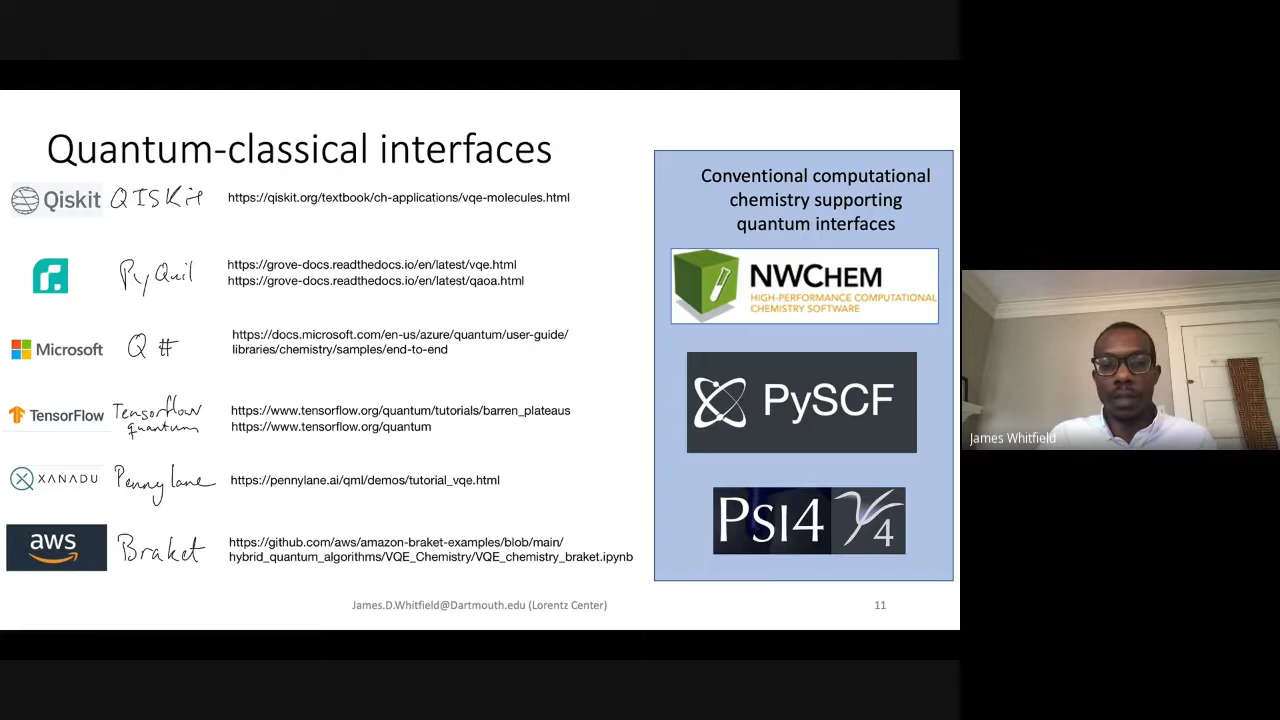 Quantum-classical interfaces
Qiskit QISKit https://qiskit.org/textbook/ch-applications/vqe-molecules.html
PyQuil https://grove-docs.readthedocs.io/en/latest/vqe.html
https://grove-docs.readthedocs.io/en/latest/qaoa.html
Microsoft Q# https://docs.microsoft.com/en-us/azure/quantum/user-guide/
libraries/chemistry/samples/end-to-end
TensorFlow Tensorflow https://www.tensorflow.org/quantum/tutorials/barren_plateaus
quantum https://www.tensorflow.org/quantum
XANADU Pennylane https://pennylane.ai/qml/demos/tutorial_vqe.html
aws Braket https://github.com/aws/amazon-braket-examples/blob/main/
hybrid_quantum_algorithms/VQE_Chemistry/VQE_chemistry_braket.ipynb
Conventional computational
chemistry supporting
quantum interfaces
NWCHEM
HIGH-PERFORMANCE COMPUTATIONAL
CHEMISTRY SOFTWARE
PySCF
PSI4 Ψ4
James.D.Whitfield@Dartmouth.edu (Lorentz Center) 11
James Whitfield